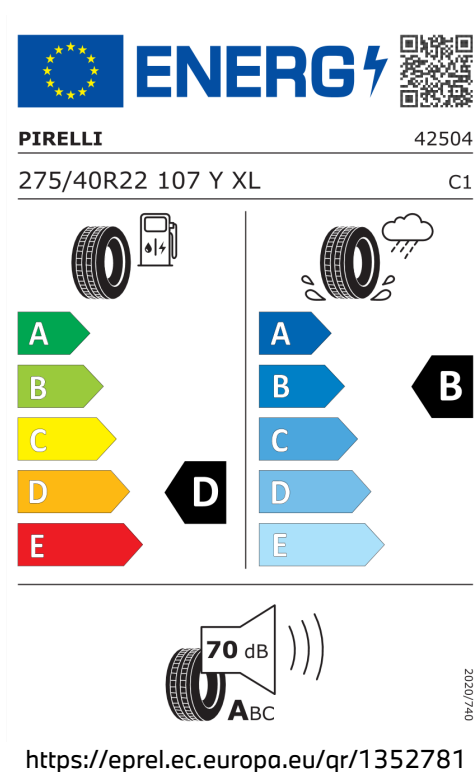 ENERG
PIRELLI 42504
275/40R22 107 Y XL C1
A A
B B B
C C
D D D
E E
70 dB
ABC
2020/740
https://eprel.ec.europa.eu/qr/1352781